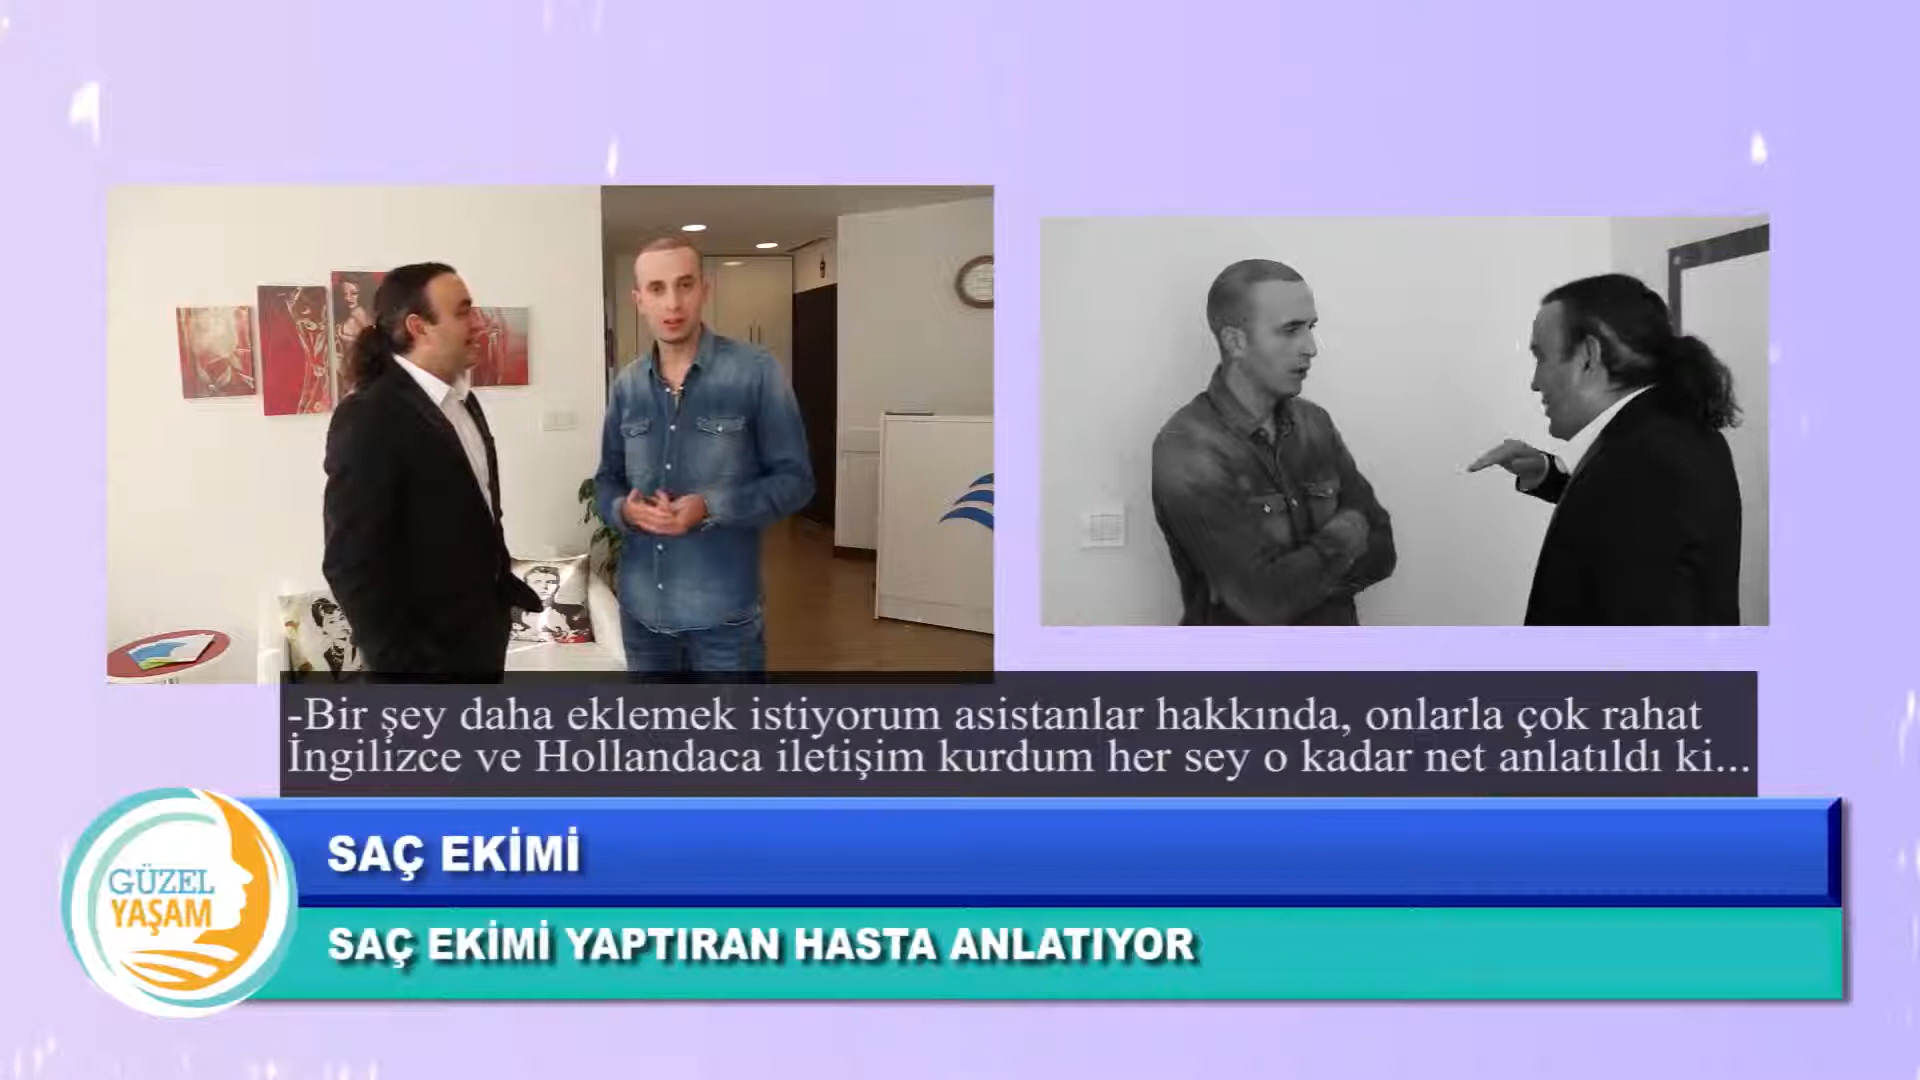 -Bir şey daha eklemek istiyorum asistanlar hakkında, onlarla çok rahat
İngilizce ve Hollandaca iletişim kurdum her sey o kadar net anlatıldı ki...
SAÇ EKİMİ
GÜZEL
YAŞAM
SAÇ EKİMİ YAPTIRAN HASTA ANLATIYOR